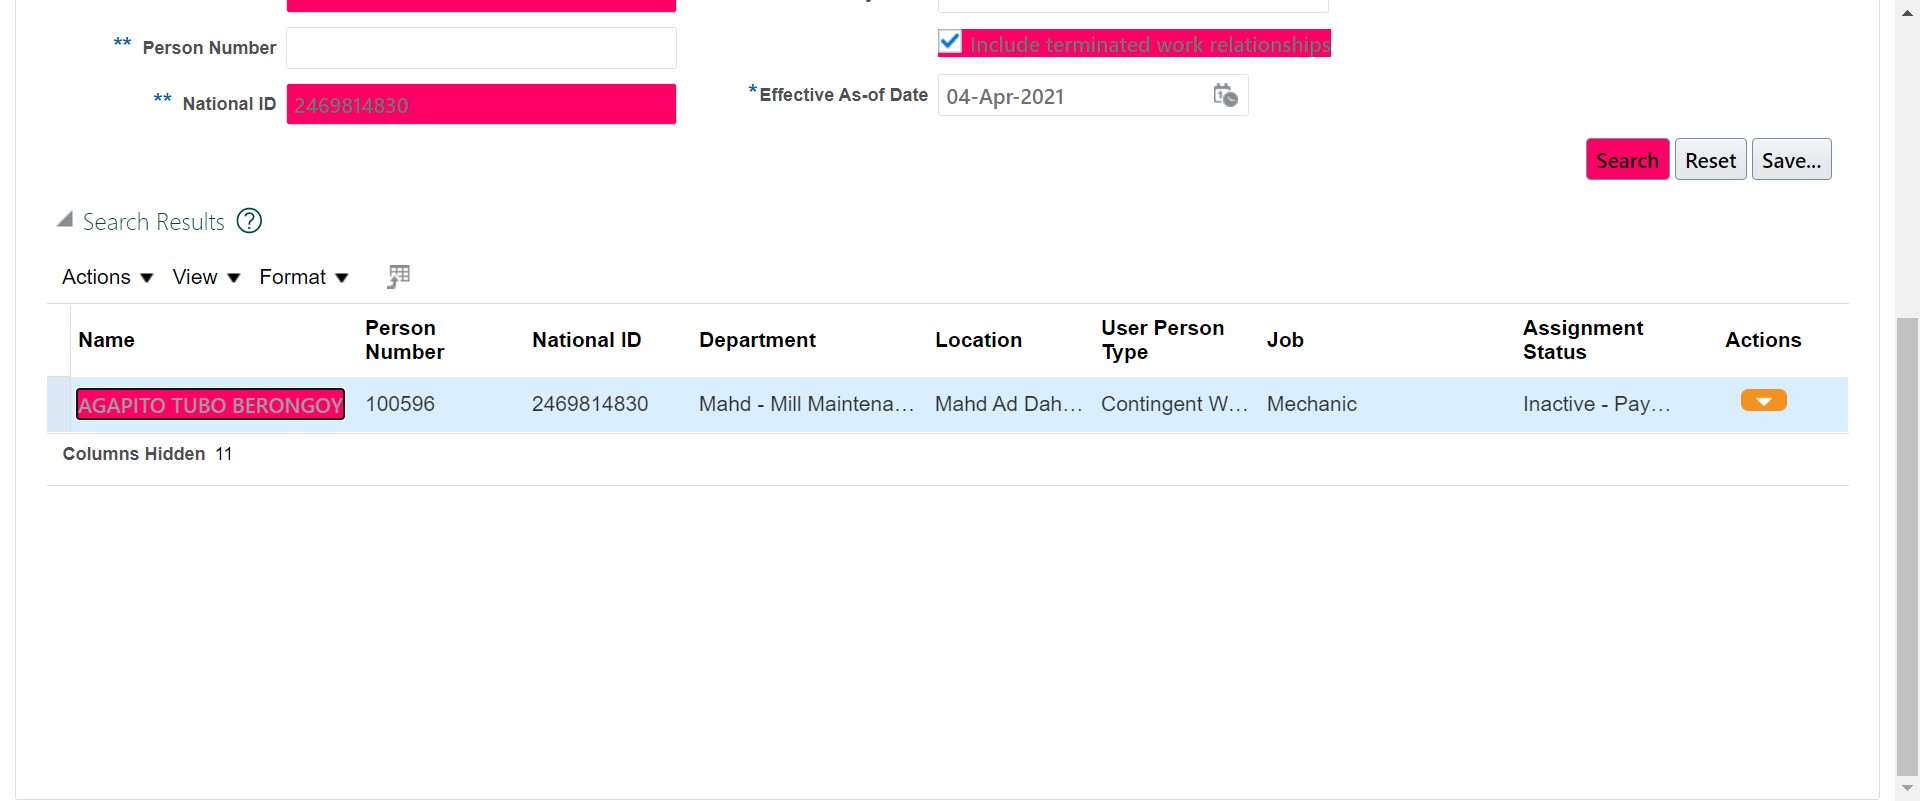 ** Person Number
Include terminated work relationships
** National ID 2469814830
*Effective As-of Date 04-Apr-2021
Search Reset Save...
Search Results ?
Actions View Format
Name Person Number National ID Department Location User Person Type Job Assignment Status Actions
AGAPITO TUBO BERONGOY 100596 2469814830 Mahd - Mill Maintena... Mahd Ad Dah... Contingent W... Mechanic Inactive - Pay...
Columns Hidden 11